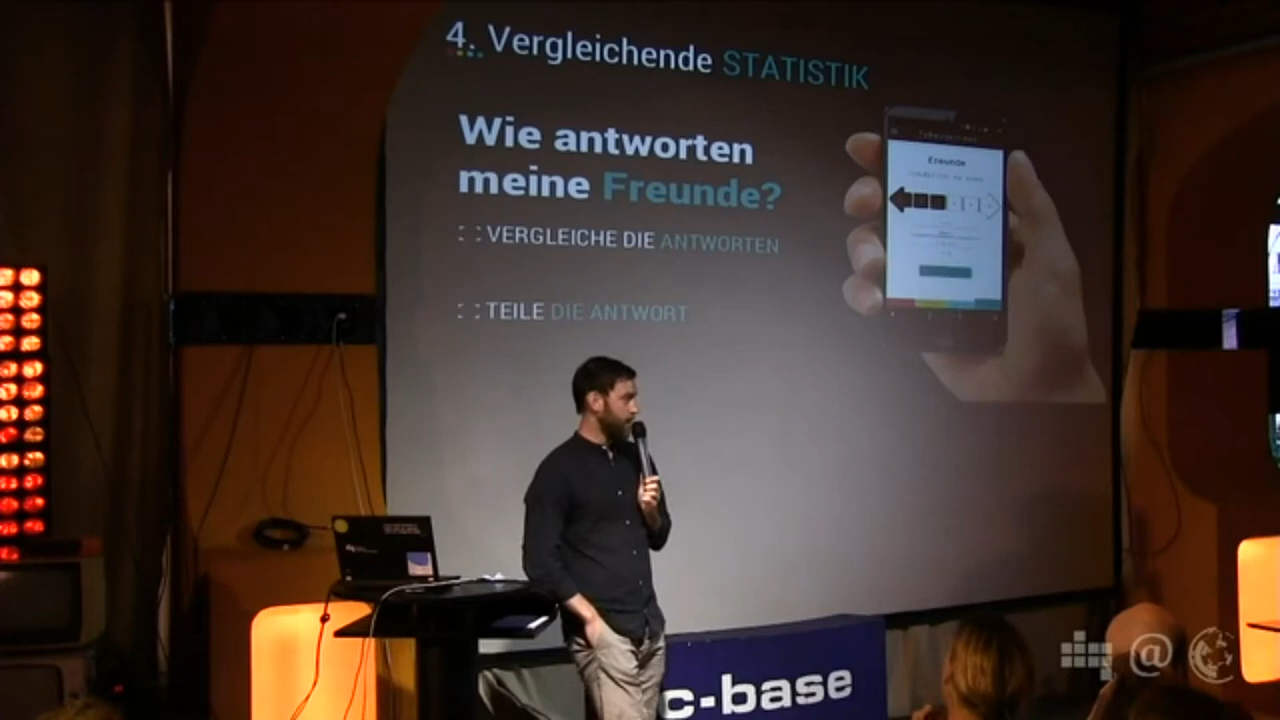 4. Vergleichende STATISTIK
Wie antworten
meine Freunde?
VERGLEICHE DIE ANTWORTEN
TEILE DIE ANTWORT
Freunde
c-base
@